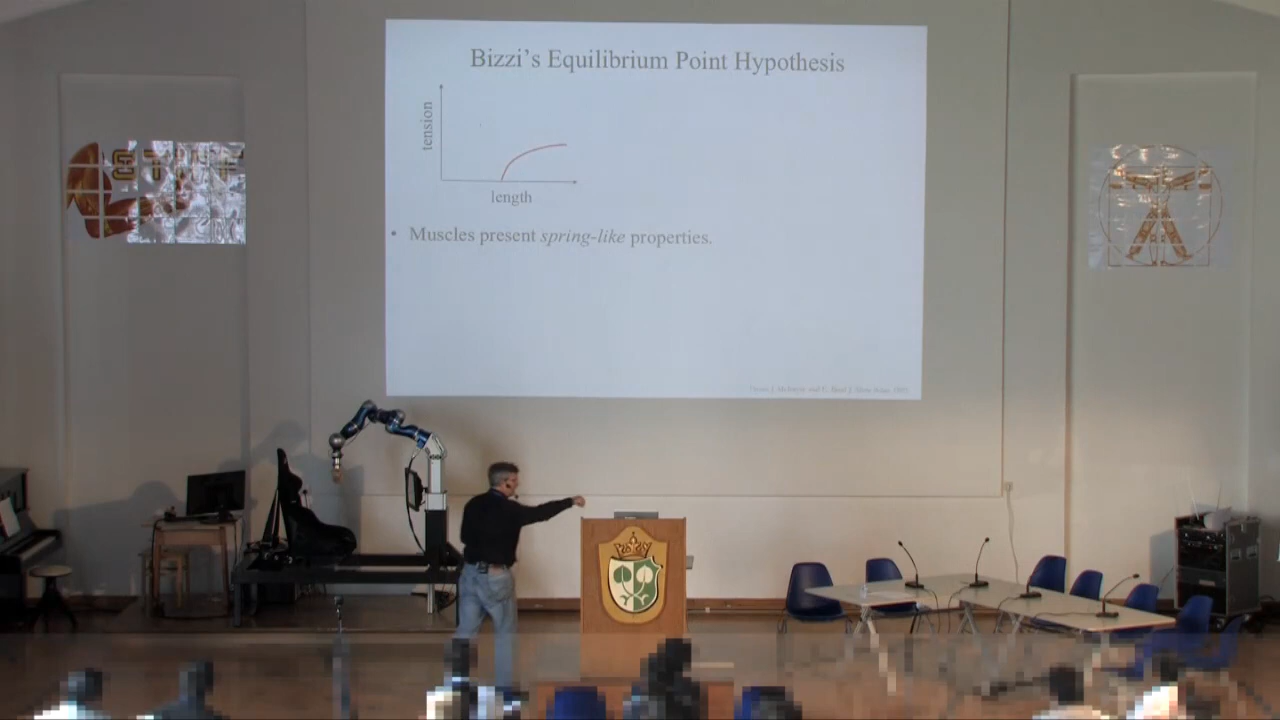 Bizzi's Equilibrium Point Hypothesis
tension
length
• Muscles present spring-like properties.